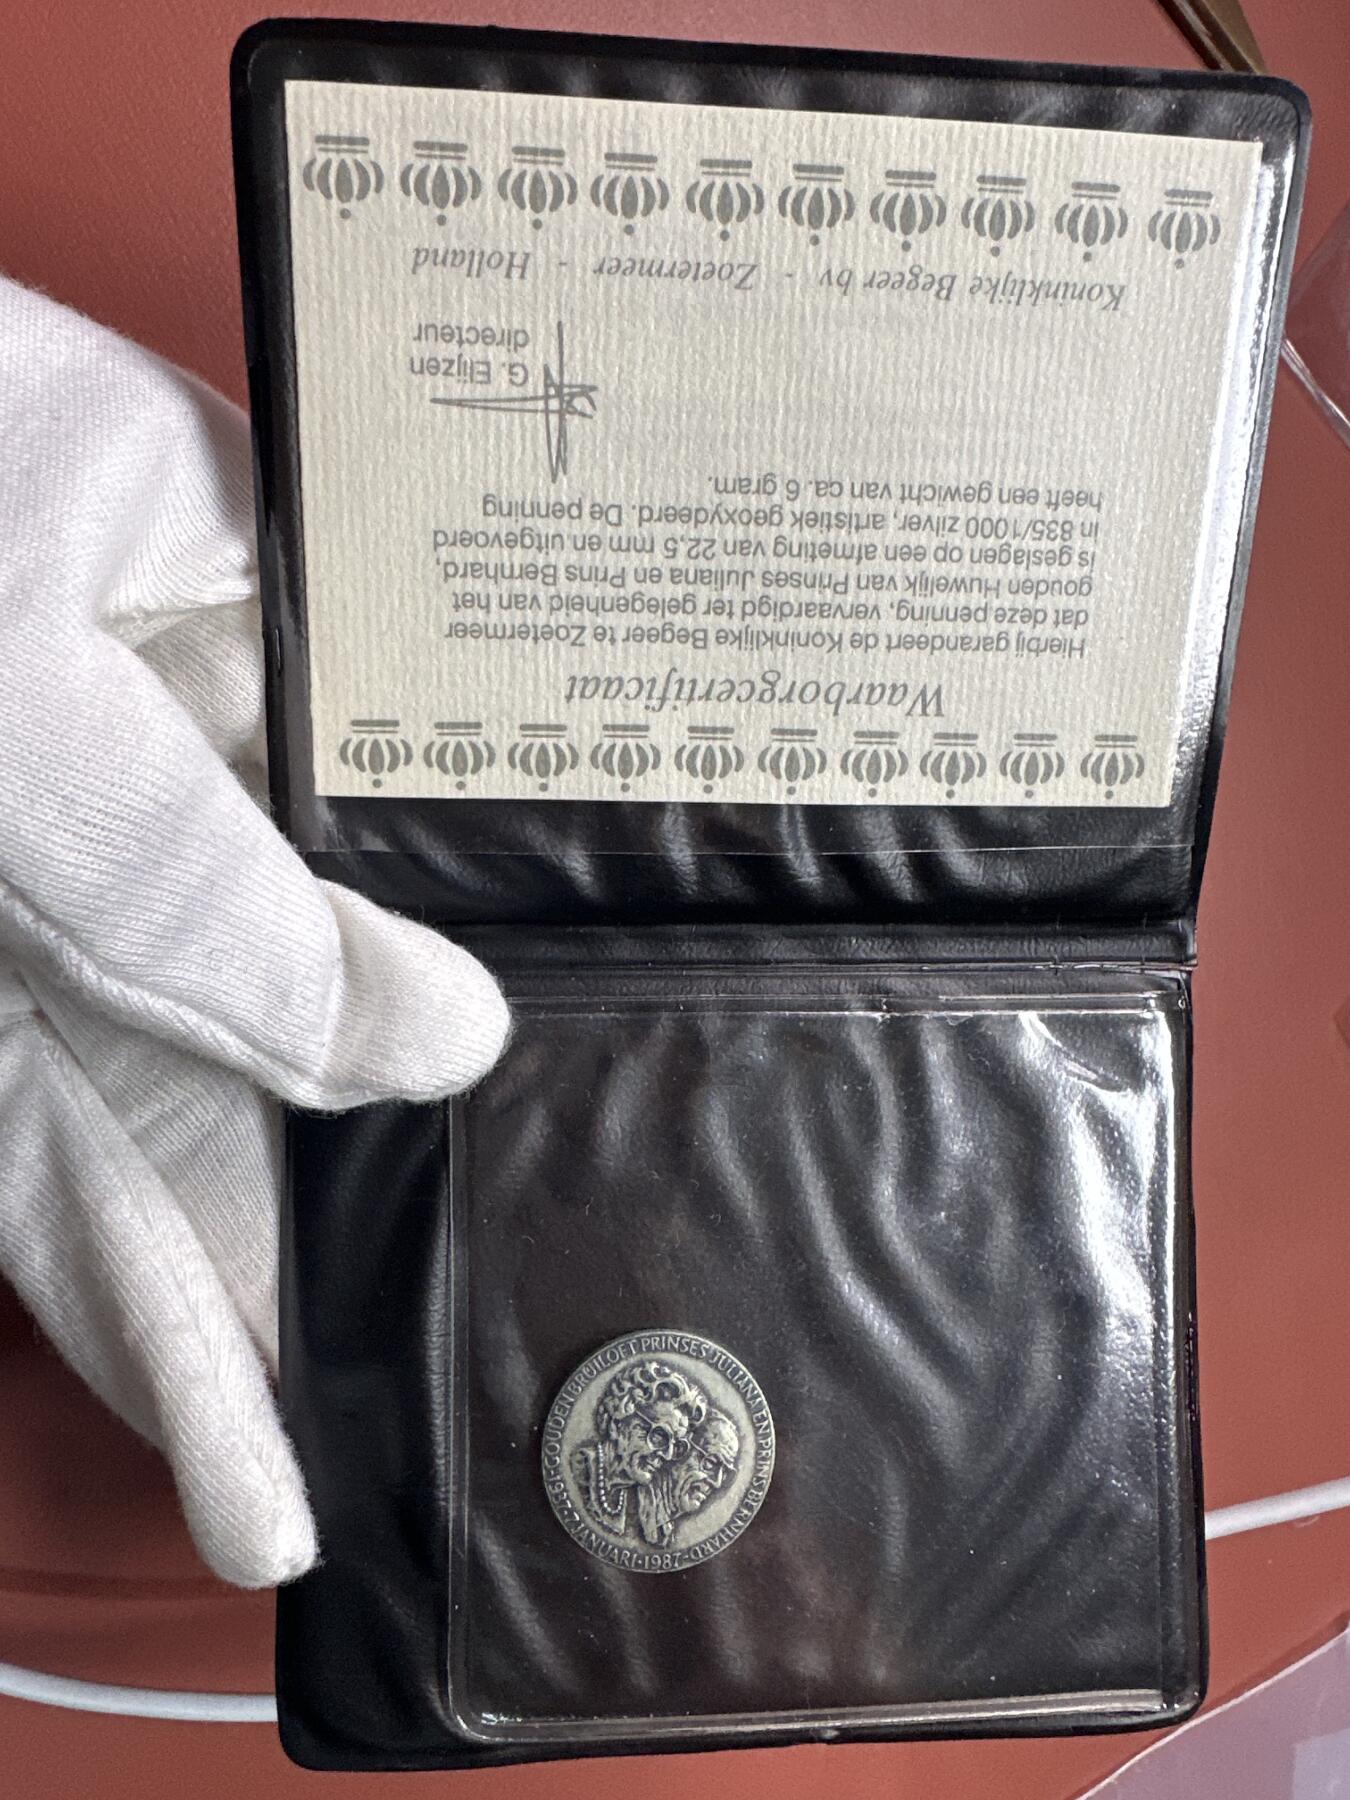 Waarborgcertificaat
Hierbij garandeert de Koninklijke Begeer te Zoetermeer
dat deze penning, vervaardigd ter gelegenheid van het
gouden Huwelijk van Prinses Juliana en Prins Bernhard,
is geslagen op een afmeting van 22,5 mm en uitgevoerd
in 835/1000 zilver, artistiek geoxydeerd. De penning
heeft een gewicht van ca. 6 gram.
G. Elijzen
directeur
Koninklijke Begeer bv - Zoetermeer - Holland
1937·7 JANUARI·1987·GOUDEN BRUILOFT PRINSES JULIANA EN PRINS BERNHARD